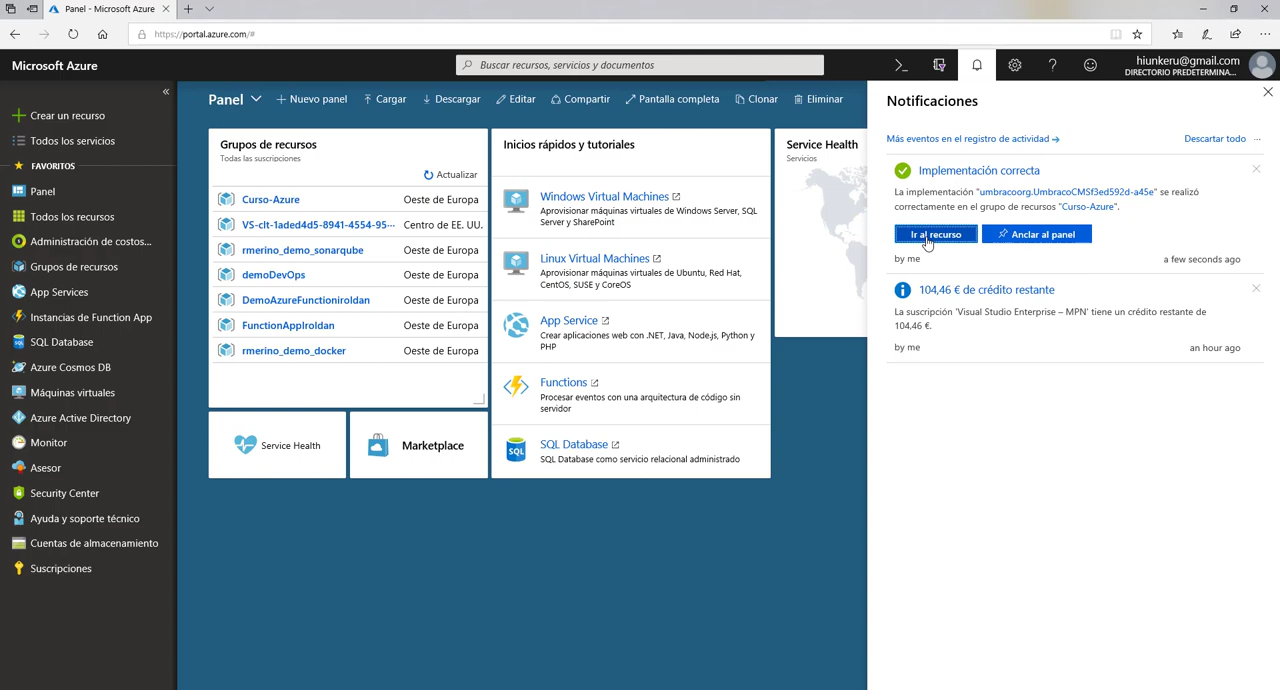 Panel - Microsoft Azure
https://portal.azure.com/#
Microsoft Azure
Buscar recursos, servicios y documentos
hiunkeru@gmail.com
DIRECTORIO PREDETERMINA...
Crear un recurso
Todos los servicios
FAVORITOS
Panel
Todos los recursos
Administración de costos...
Grupos de recursos
App Services
Instancias de Function App
SQL Database
Azure Cosmos DB
Máquinas virtuales
Azure Active Directory
Monitor
Asesor
Security Center
Ayuda y soporte técnico
Cuentas de almacenamiento
Suscripciones
Panel
Nuevo panel
Cargar
Descargar
Editar
Compartir
Pantalla completa
Clonar
Eliminar
Grupos de recursos
Todas las suscripciones
Actualizar
Curso-Azure Oeste de Europa
VS-clt-1aded4d5-8941-4554-95... Centro de EE. UU.
rmerino_demo_sonarqube Oeste de Europa
demoDevOps Oeste de Europa
DemoAzureFunctioniroldan Oeste de Europa
FunctionAppIroldan Oeste de Europa
rmerino_demo_docker Oeste de Europa
Service Health
Marketplace
Inicios rápidos y tutoriales
Windows Virtual Machines
Aprovisionar máquinas virtuales de Windows Server, SQL
Server y SharePoint
Linux Virtual Machines
Aprovisionar máquinas virtuales de Ubuntu, Red Hat,
CentOS, SUSE y CoreOS
App Service
Crear aplicaciones web con .NET, Java, Node.js, Python y
PHP
Functions
Procesar eventos con una arquitectura de código sin
servidor
SQL Database
SQL Database como servicio relacional administrado
Service Health
Servicios
Notificaciones
Más eventos en el registro de actividad →
Descartar todo ...
Implementación correcta
La implementación "umbracoorg.UmbracoCMSf3ed592d-a45e" se realizó
correctamente en el grupo de recursos "Curso-Azure".
Ir al recurso
Anclar al panel
by me
a few seconds ago
104,46 € de crédito restante
La suscripción 'Visual Studio Enterprise – MPN' tiene un crédito restante de
104,46 €.
by me
an hour ago